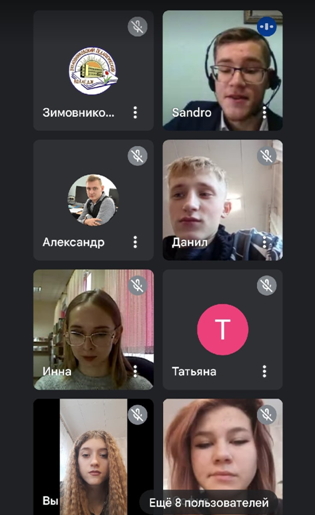 Зимовнико...
Sandro
Александр
Данил
Инна
Т
Татьяна
Вы
Ещё 8 пользователей